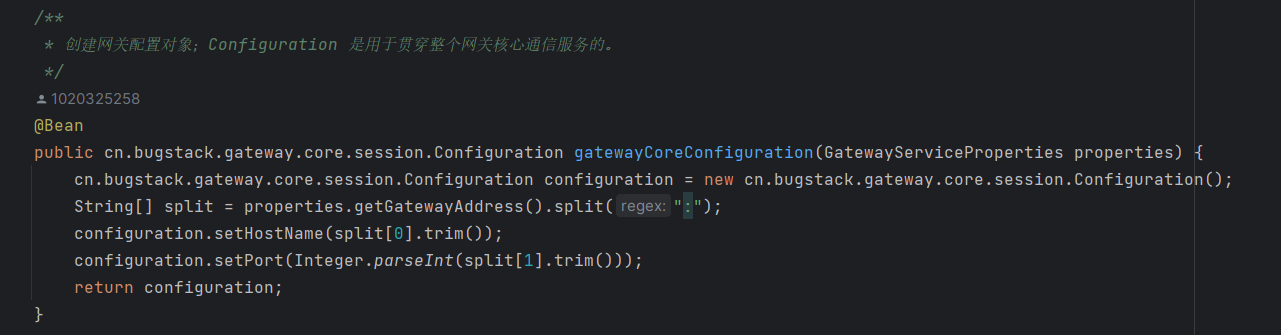 /**
 * 创建网关配置对象；Configuration 是用于贯穿整个网关核心通信服务的。
 */
1020325258
@Bean
public cn.bugstack.gateway.core.session.Configuration gatewayCoreConfiguration(GatewayServiceProperties properties) {
    cn.bugstack.gateway.core.session.Configuration configuration = new cn.bugstack.gateway.core.session.Configuration();
    String[] split = properties.getGatewayAddress().split( regex: ":");
    configuration.setHostName(split[0].trim());
    configuration.setPort(Integer.parseInt(split[1].trim()));
    return configuration;
}